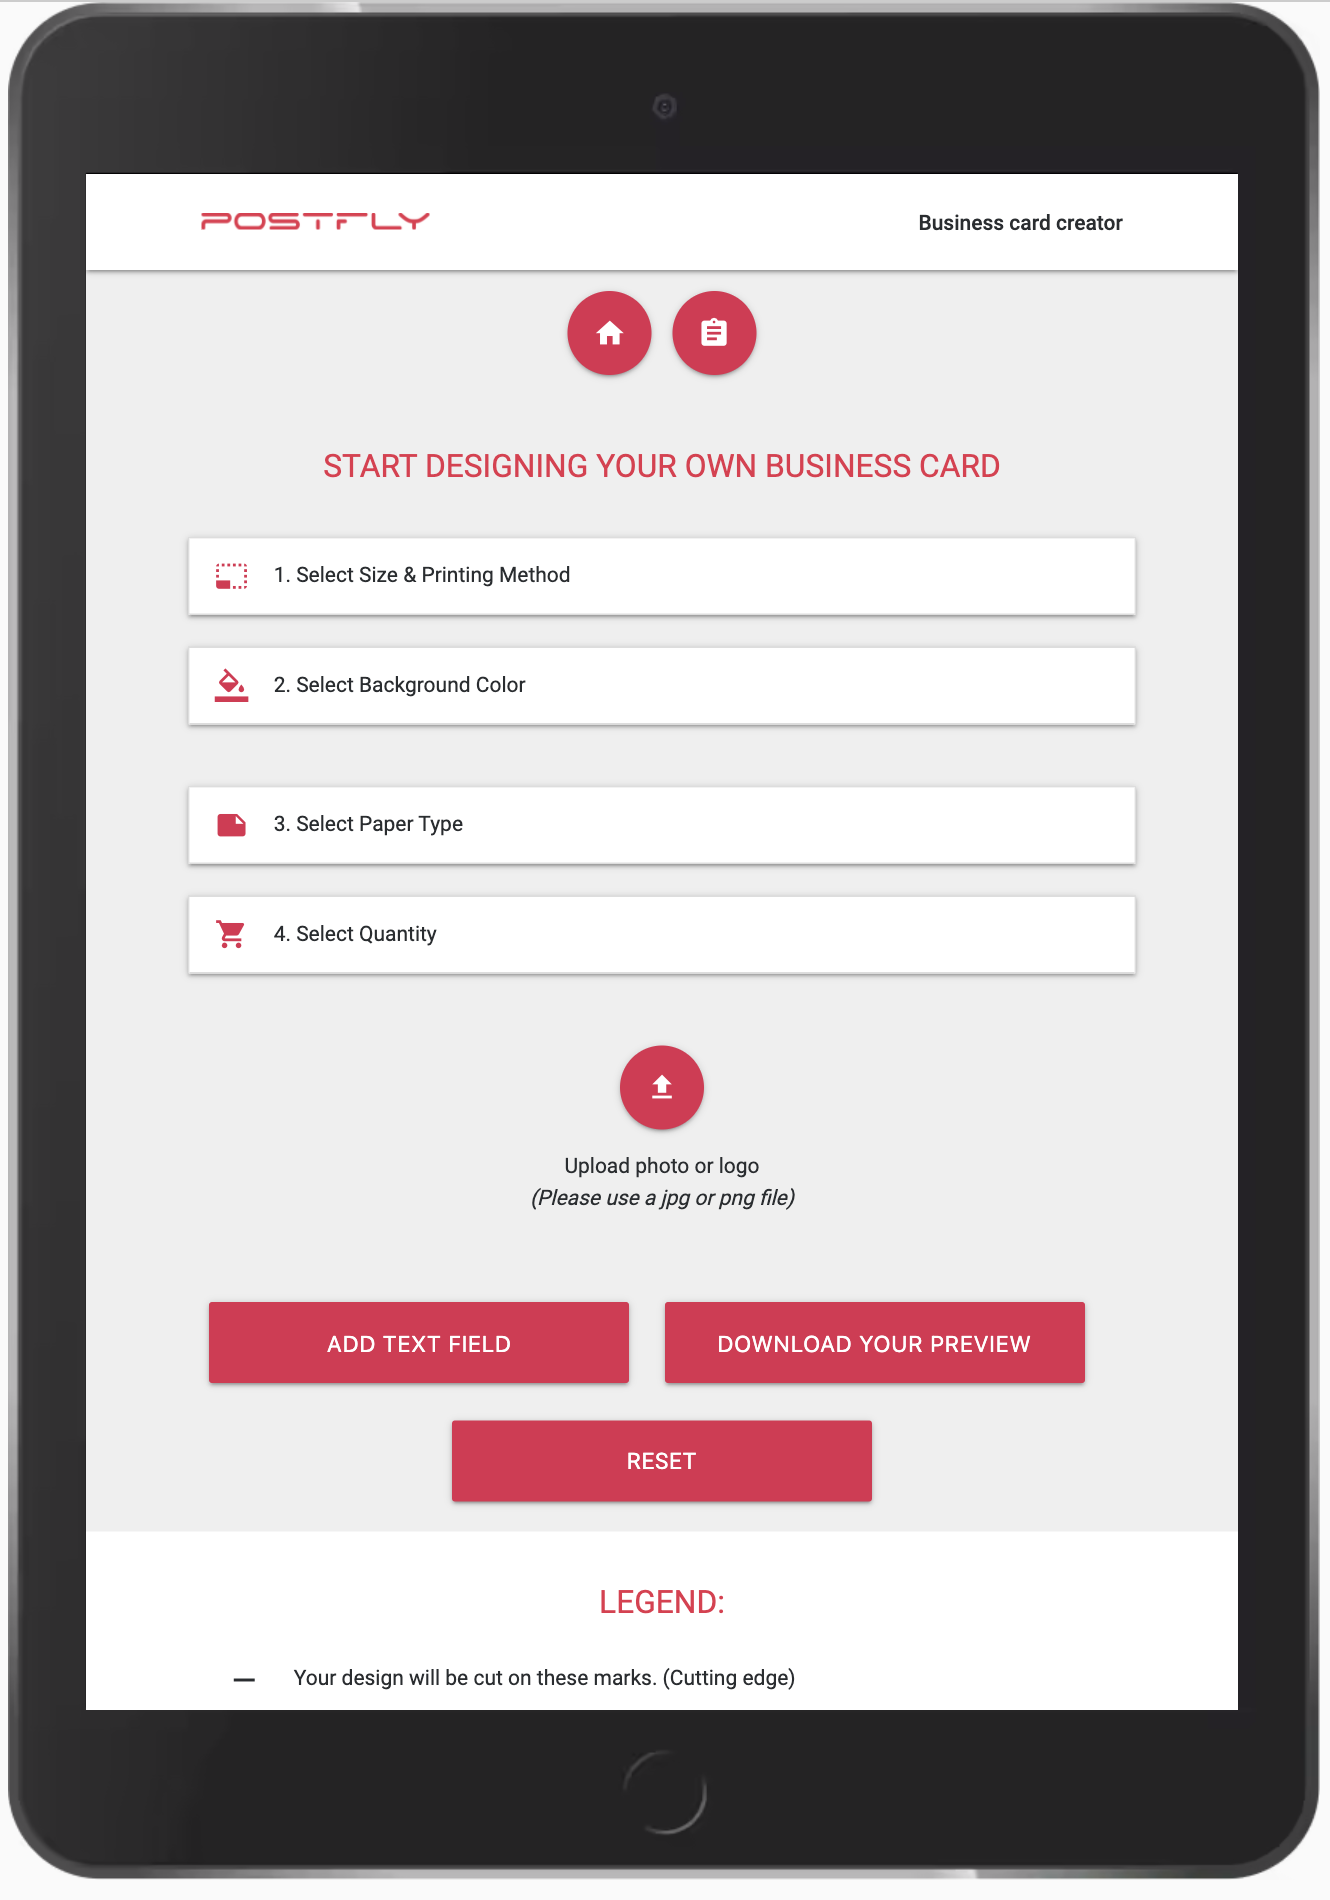 POSTFLY
Business card creator
START DESIGNING YOUR OWN BUSINESS CARD
1. Select Size & Printing Method
2. Select Background Color
3. Select Paper Type
4. Select Quantity
Upload photo or logo
(Please use a jpg or png file)
ADD TEXT FIELD
DOWNLOAD YOUR PREVIEW
RESET
LEGEND:
— Your design will be cut on these marks. (Cutting edge)